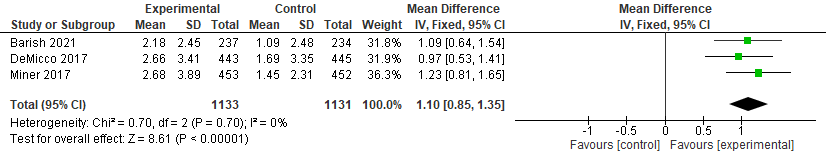 Experimental Control Mean Difference Mean Difference
Study or Subgroup Mean SD Total Mean SD Total Weight IV, Fixed, 95% CI IV, Fixed, 95% CI
Barish 2021 2.18 2.45 237 1.09 2.48 234 31.8% 1.09 [0.64, 1.54]
DeMicco 2017 2.66 3.41 443 1.69 3.35 445 31.9% 0.97 [0.53, 1.41]
Miner 2017 2.68 3.89 453 1.45 2.31 452 36.3% 1.23 [0.81, 1.65]
Total (95% CI) 1133 1131 100.0% 1.10 [0.85, 1.35]
Heterogeneity: Chi² = 0.70, df = 2 (P = 0.70); I² = 0%
Test for overall effect: Z = 8.61 (P < 0.00001)
-1 -0.5 0 0.5 1
Favours [control] Favours [experimental]